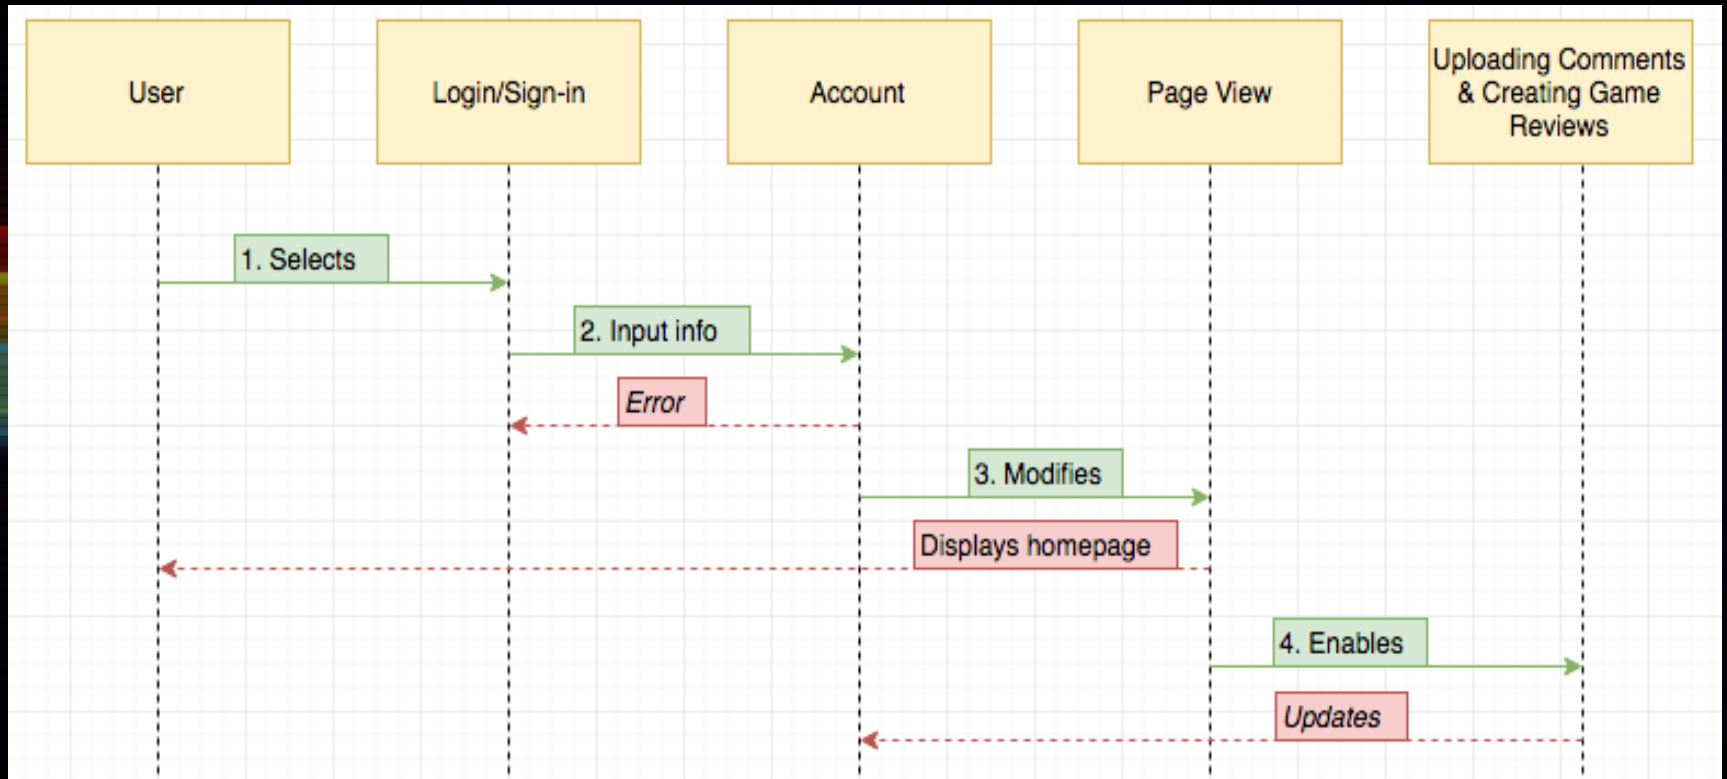 User
Login/Sign-in
Account
Page View
Uploading Comments
& Creating Game
Reviews
1. Selects
2. Input info
Error
3. Modifies
Displays homepage
4. Enables
Updates